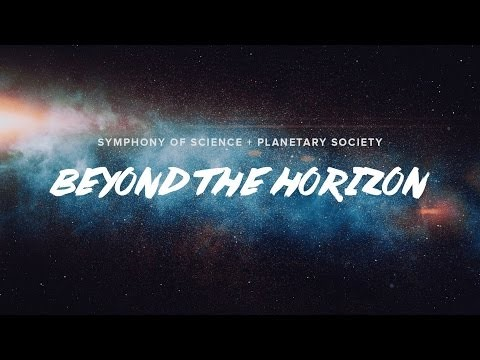 SYMPHONY OF SCIENCE + PLANETARY SOCIETY
BEYOND THE HORIZON